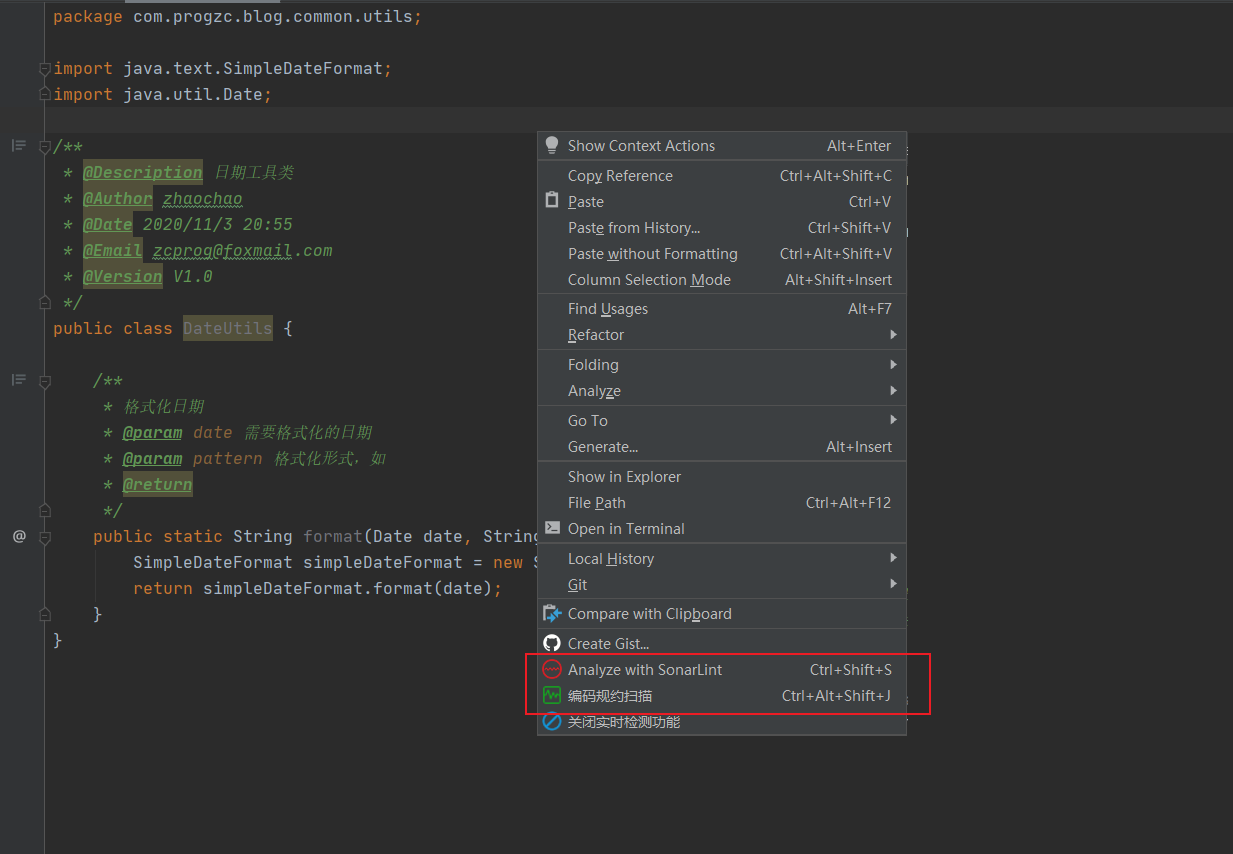 package com.progzc.blog.common.utils;
import java.text.SimpleDateFormat;
import java.util.Date;
/**
* @Description 日期工具类
* @Author zhaochao
* @Date 2020/11/3 20:55
* @Email zcprog@foxmail.com
* @Version V1.0
*/
public class DateUtils {
/**
* 格式化日期
* @param date 需要格式化的日期
* @param pattern 格式化形式，如
* @return
*/
@ public static String format(Date date, String
SimpleDateFormat simpleDateFormat = new S
return simpleDateFormat.format(date);
}
}
Show Context Actions Alt+Enter
Copy Reference Ctrl+Alt+Shift+C
Paste Ctrl+V
Paste from History... Ctrl+Shift+V
Paste without Formatting Ctrl+Alt+Shift+V
Column Selection Mode Alt+Shift+Insert
Find Usages Alt+F7
Refactor
Folding
Analyze
Go To
Generate... Alt+Insert
Show in Explorer
File Path Ctrl+Alt+F12
Open in Terminal
Local History
Git
Compare with Clipboard
Create Gist...
Analyze with SonarLint Ctrl+Shift+S
编码规约扫描 Ctrl+Alt+Shift+J
关闭实时检测功能